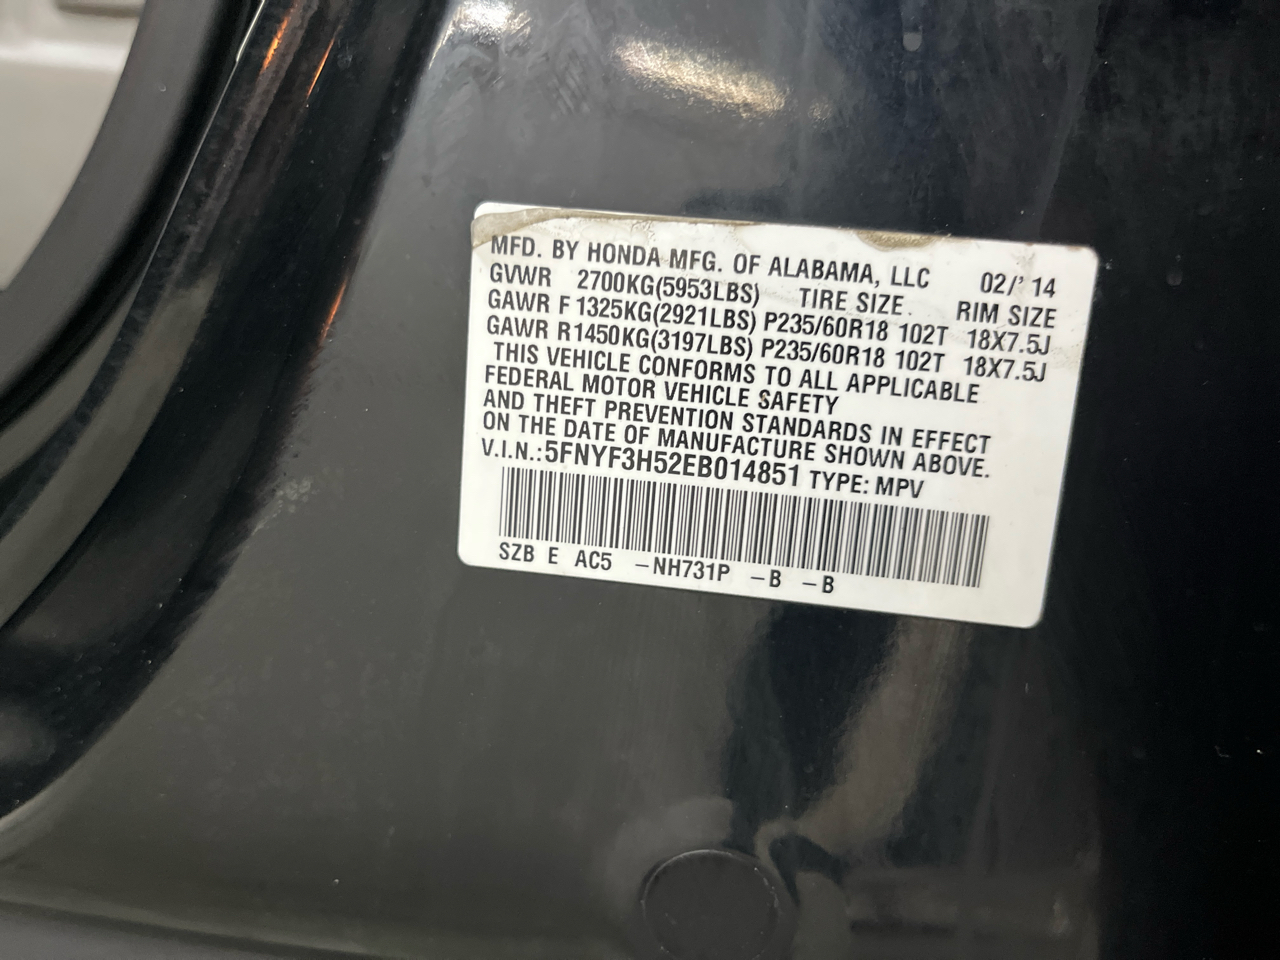 MFD. BY HONDA MFG. OF ALABAMA, LLC 02/' 14
GVWR 2700KG(5953LBS) TIRE SIZE. RIM SIZE
GAWR F 1325KG(2921LBS) P235/60R18 102T 18X7.5J
GAWR R1450KG(3197LBS) P235/60R18 102T 18X7.5J
THIS VEHICLE CONFORMS TO ALL APPLICABLE
FEDERAL MOTOR VEHICLE SAFETY
AND THEFT PREVENTION STANDARDS IN EFFECT
ON THE DATE OF MANUFACTURE SHOWN ABOVE.
V.I.N.:5FNYF3H52EB014851 TYPE: MPV
SZB E AC5 -NH731P -B -B